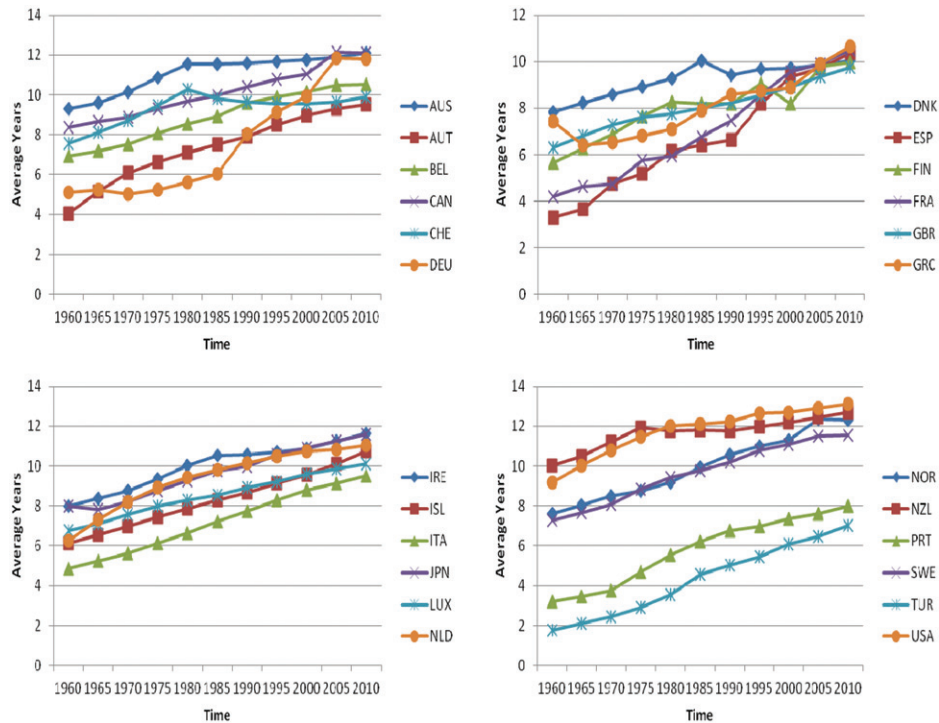 14
12
10
8
6
4
2
0
Average Years
1960 1965 1970 1975 1980 1985 1990 1995 2000 2005 2010
Time
AUS
AUT
BEL
CAN
CHE
DEU
12
10
8
6
4
2
0
Average Years
1960 1965 1970 1975 1980 1985 1990 1995 2000 2005 2010
Time
DNK
ESP
FIN
FRA
GBR
GRC
14
12
10
8
6
4
2
0
Average Years
1960 1965 1970 1975 1980 1985 1990 1995 2000 2005 2010
Time
IRE
ISL
ITA
JPN
LUX
NLD
14
12
10
8
6
4
2
0
Average Years
1960 1965 1970 1975 1980 1985 1990 1995 2000 2005 2010
Time
NOR
NZL
PRT
SWE
TUR
USA